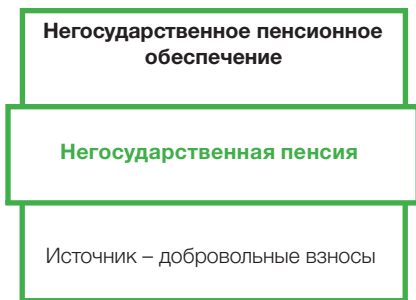 Негосударственное пенсионное
обеспечение
Негосударственная пенсия
Источник – добровольные взносы